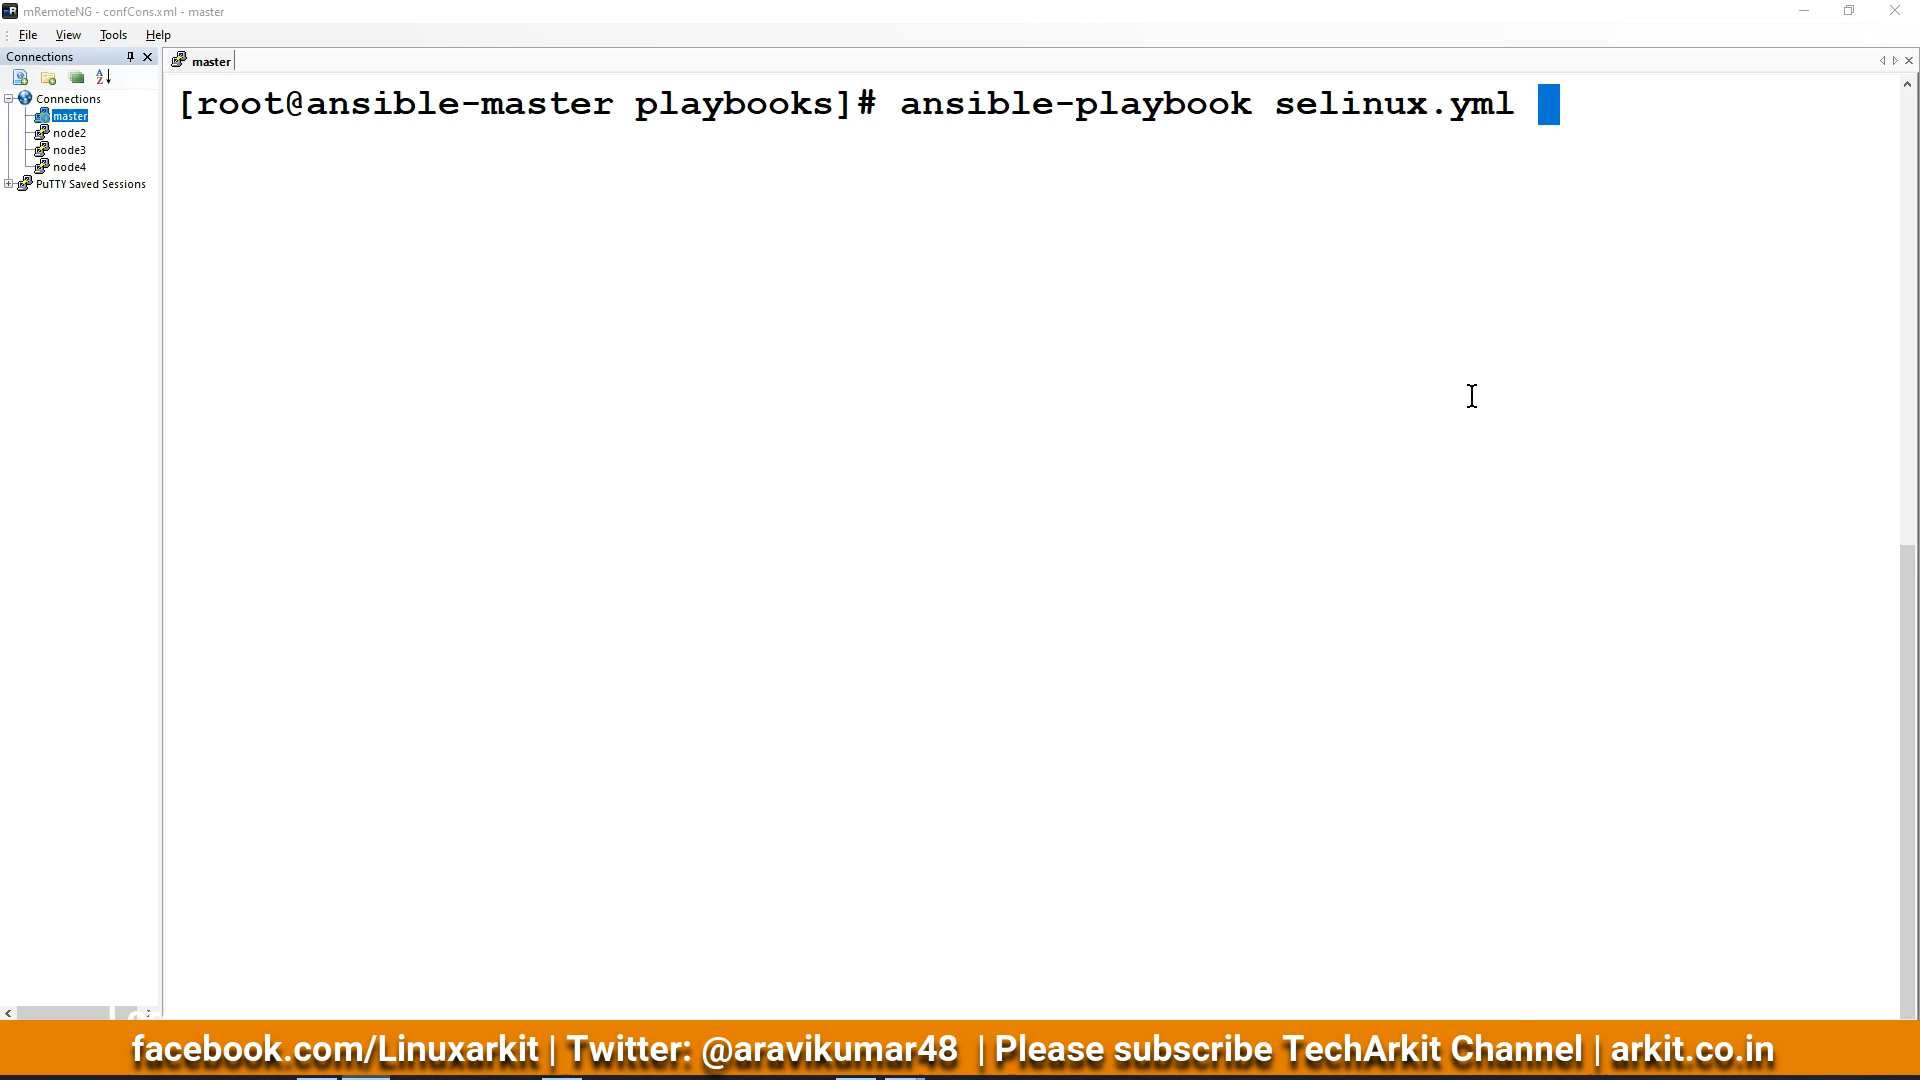 mRemoteNG - confCons.xml - master
File View Tools Help
Connections
master
Connections
master
node2
node3
node4
PuTTY Saved Sessions
[root@ansible-master playbooks]# ansible-playbook selinux.yml
facebook.com/Linuxarkit | Twitter: @aravikumar48 | Please subscribe TechArkit Channel | arkit.co.in